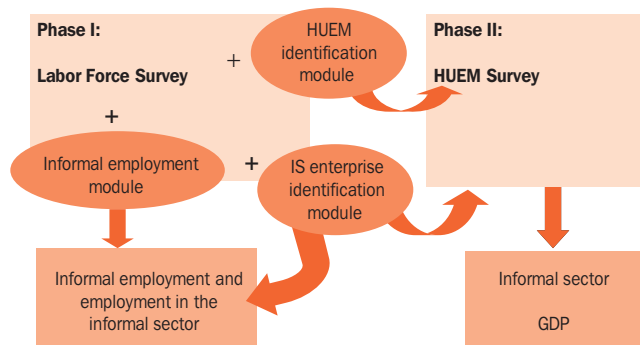 Phase I:
Labor Force Survey
+
HUEM
identification
module
Phase II:
HUEM Survey
+
Informal employment
module
+
IS enterprise
identification
module
Informal employment and
employment in the
informal sector
Informal sector
GDP